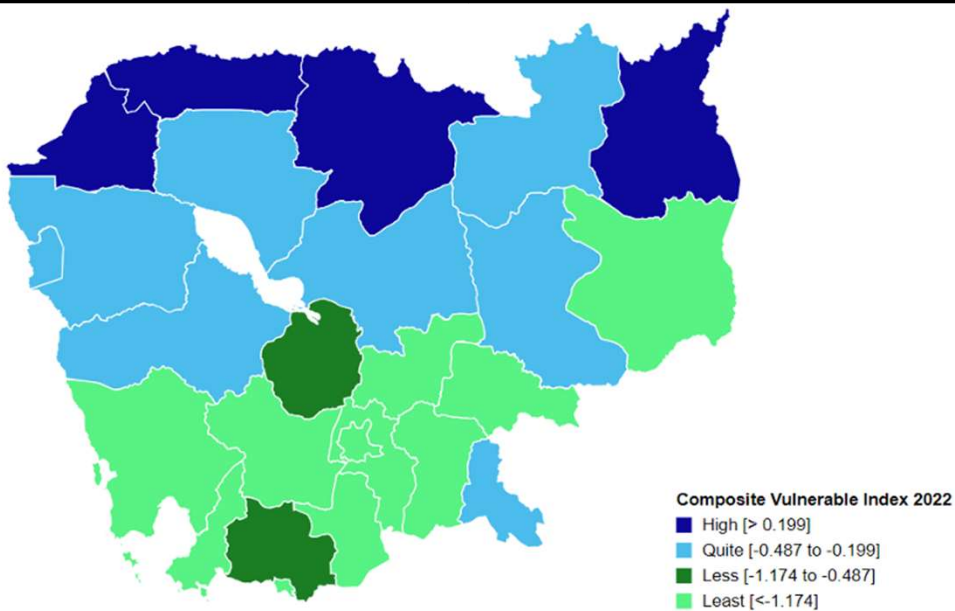 Composite Vulnerable Index 2022
High [> 0.199]
Quite [-0.487 to -0.199]
Less [-1.174 to -0.487]
Least [<-1.174]